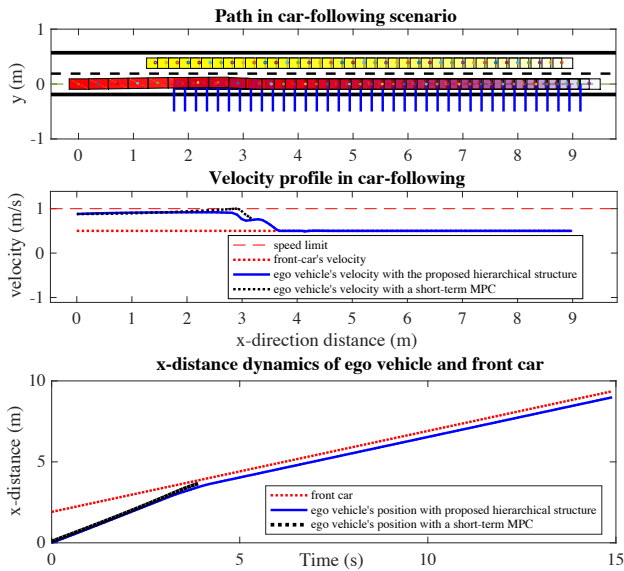 Path in car-following scenario
1
0
-1
y (m)
0 1 2 3 4 5 6 7 8 9
Velocity profile in car-following
1
0
-1
velocity (m/s)
speed limit
front-car's velocity
ego vehicle's velocity with the proposed hierarchical structure
ego vehicle's velocity with a short-term MPC
0 1 2 3 4 5 6 7 8 9
x-direction distance (m)
x-distance dynamics of ego vehicle and front car
10
5
0
x-distance (m)
front car
ego vehicle's position with proposed hierarchical structure
ego vehicle's position with a short-term MPC
0 5 10 15
Time (s)